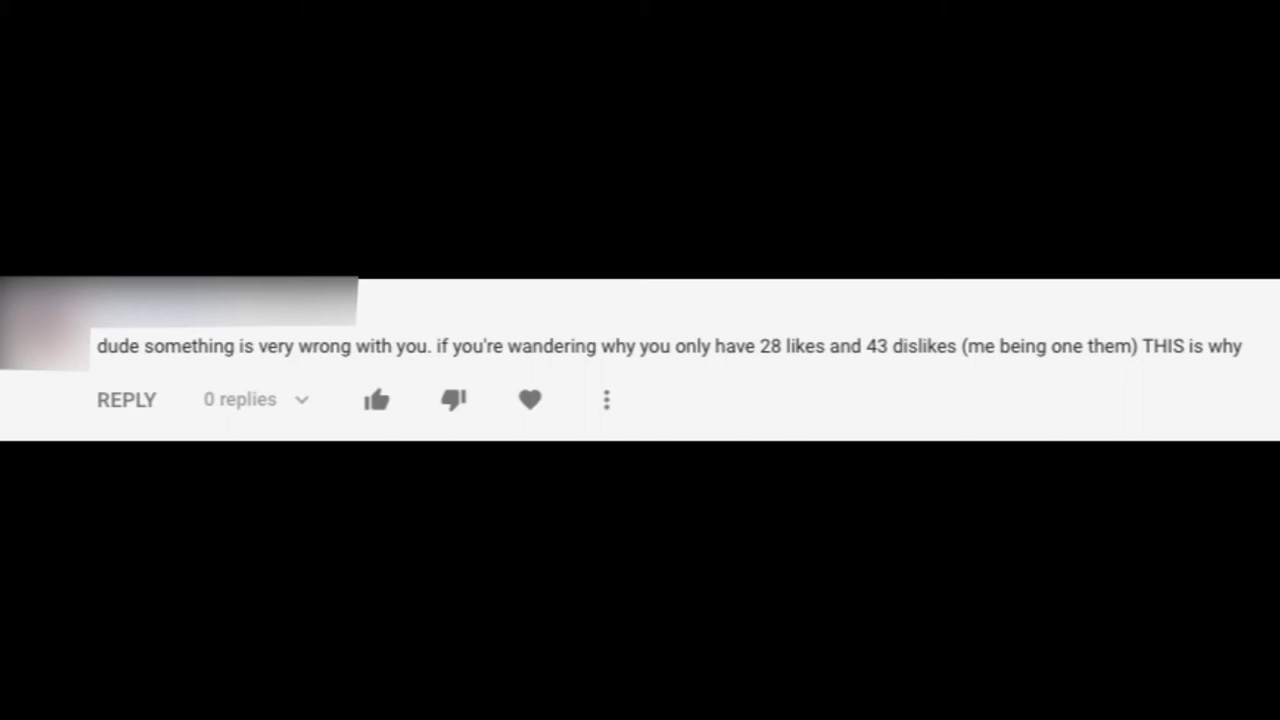 dude something is very wrong with you. if you're wandering why you only have 28 likes and 43 dislikes (me being one them) THIS is why
REPLY 0 replies